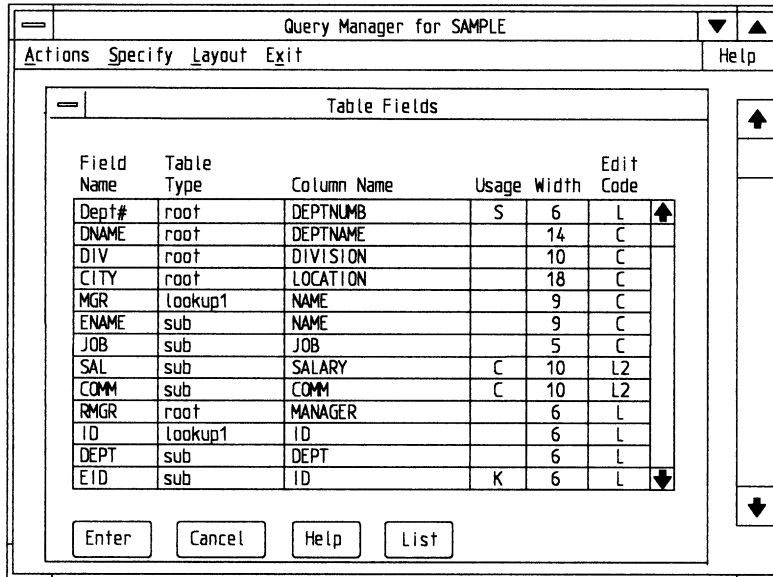 Query Manager for SAMPLE
Actions Specify Layout Exit Help
Table Fields
Field Table Edit
Name Type Column Name Usage Width Code
Dept# root DEPTNUMB S 6 L
DNAME root DEPTNAME 14 C
DIV root DIVISION 10 C
CITY root LOCATION 18 C
MGR lookup1 NAME 9 C
ENAME sub NAME 9 C
JOB sub JOB 5 C
SAL sub SALARY C 10 L2
COMM sub COMM C 10 L2
RMGR root MANAGER 6 L
ID lookup1 ID 6 L
DEPT sub DEPT 6 L
EID sub ID K 6 L
Enter Cancel Help List